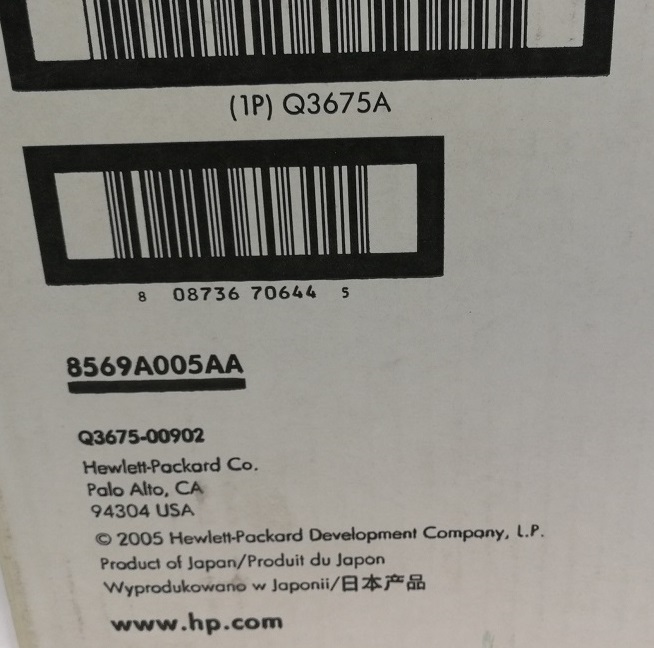 (1P) Q3675A
8 08736 70644 5
8569A005AA
Q3675-00902
Hewlett-Packard Co.
Palo Alto, CA
94304 USA
© 2005 Hewlett-Packard Development Company, L.P.
Product of Japan/Produit du Japon
Wyprodukowano w Japonii/日本产品
www.hp.com